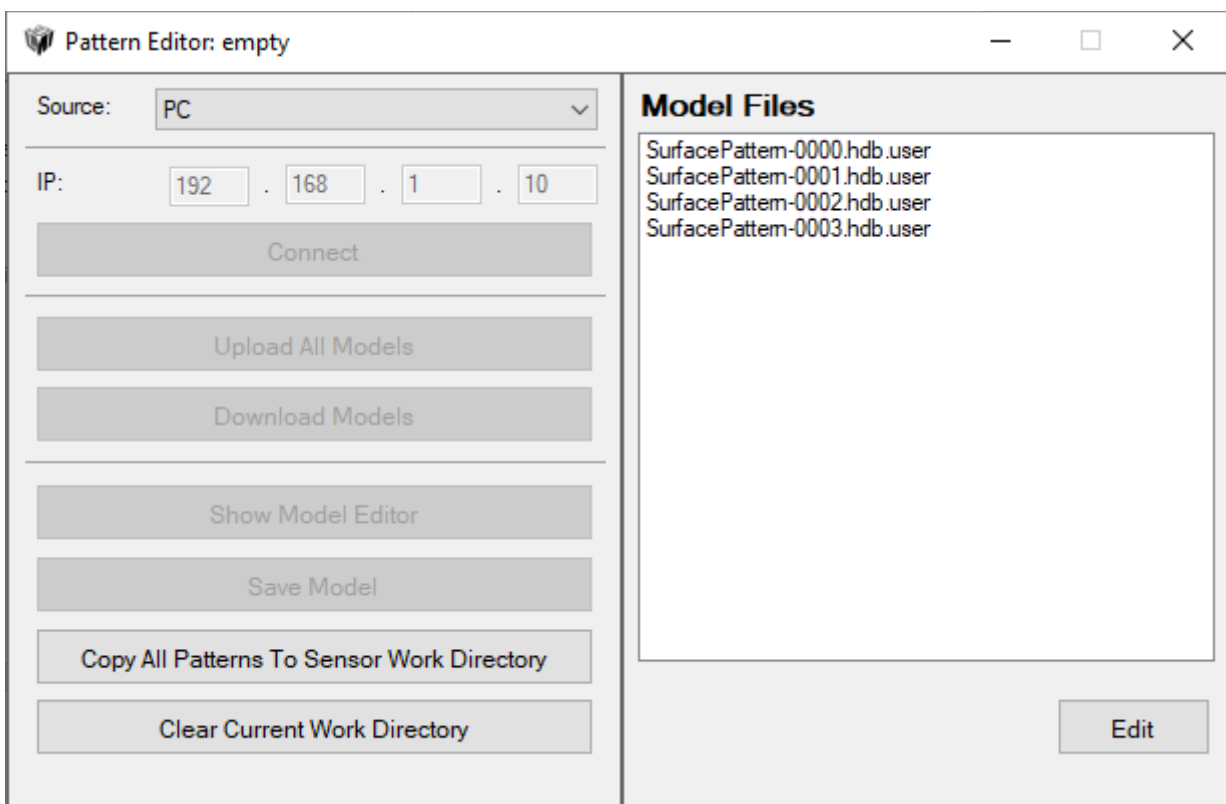 Pattern Editor: empty
Source: PC
IP: 192 . 168 . 1 . 10
Connect
Upload All Models
Download Models
Show Model Editor
Save Model
Copy All Patterns To Sensor Work Directory
Clear Current Work Directory
Model Files
SurfacePattern-0000.hdb.user
SurfacePattern-0001.hdb.user
SurfacePattern-0002.hdb.user
SurfacePattern-0003.hdb.user
Edit